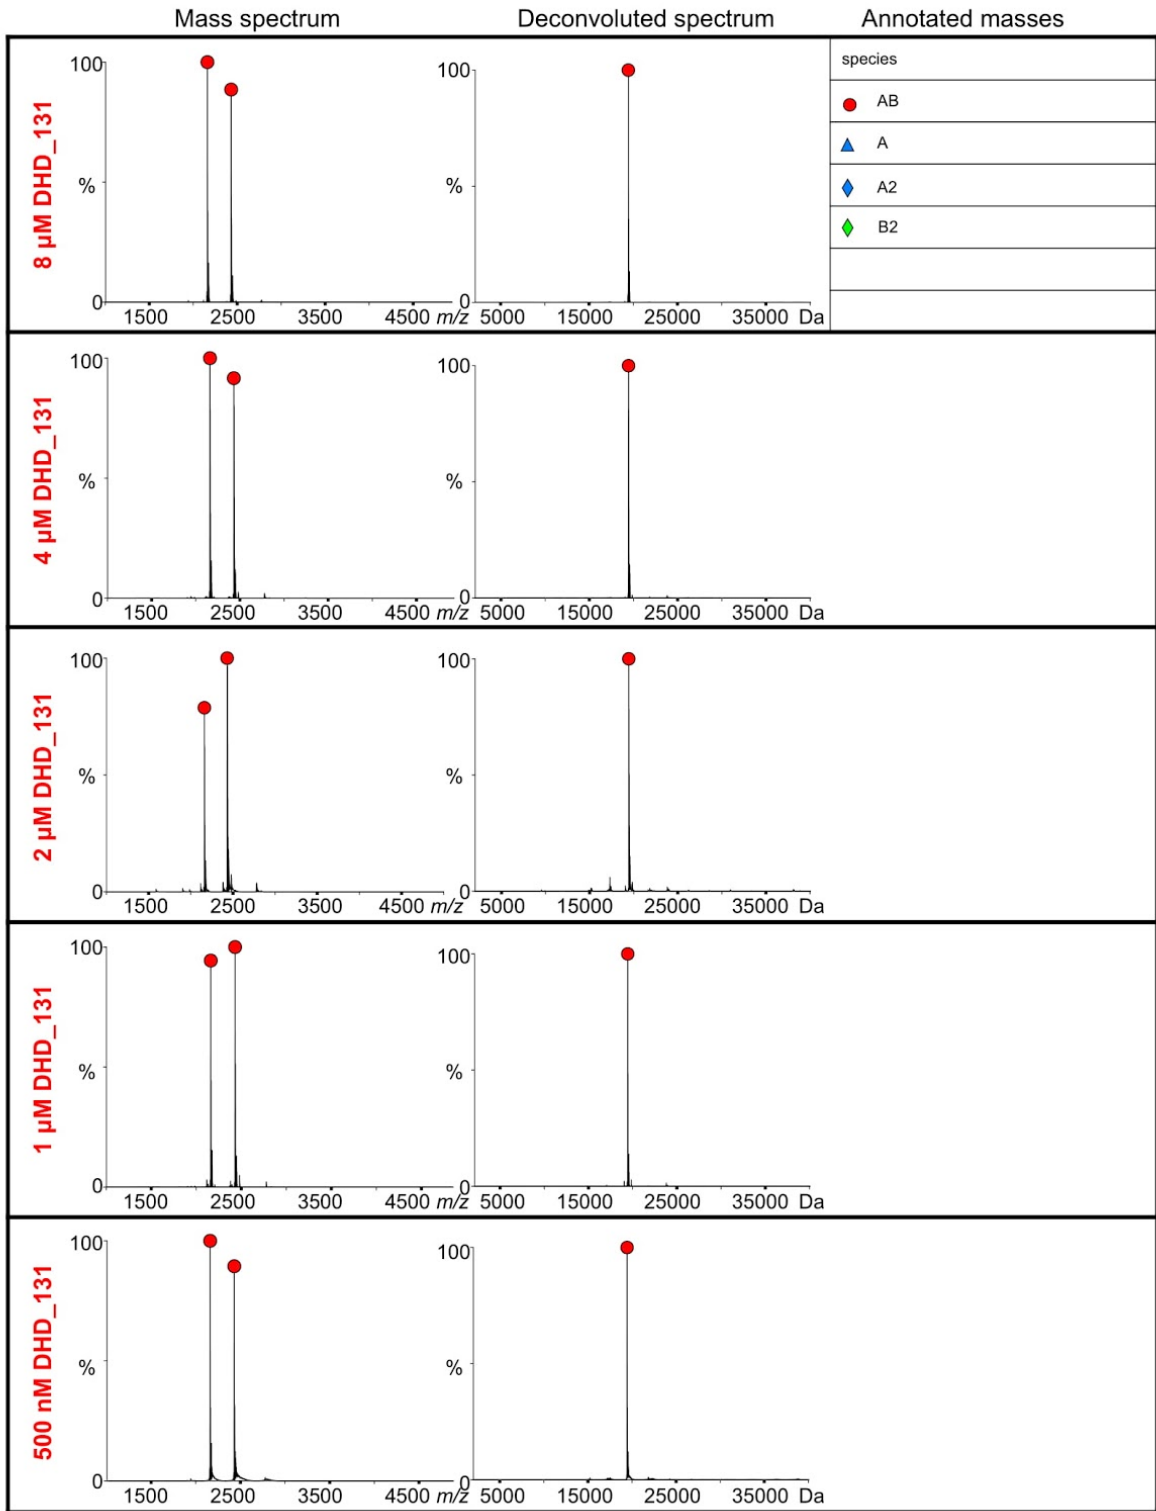 Mass spectrum Deconvoluted spectrum Annotated masses
8 µM DHD_131
100
%
0
1500 2500 3500 4500 m/z
100
%
0
5000 15000 25000 35000 Da
species
AB
A
A2
B2
4 µM DHD_131
100
%
0
1500 2500 3500 4500 m/z
100
%
0
5000 15000 25000 35000 Da
2 µM DHD_131
100
%
0
1500 2500 3500 4500 m/z
100
%
0
5000 15000 25000 35000 Da
1 µM DHD_131
100
%
0
1500 2500 3500 4500 m/z
100
%
0
5000 15000 25000 35000 Da
500 nM DHD_131
100
%
0
1500 2500 3500 4500 m/z
100
%
0
5000 15000 25000 35000 Da